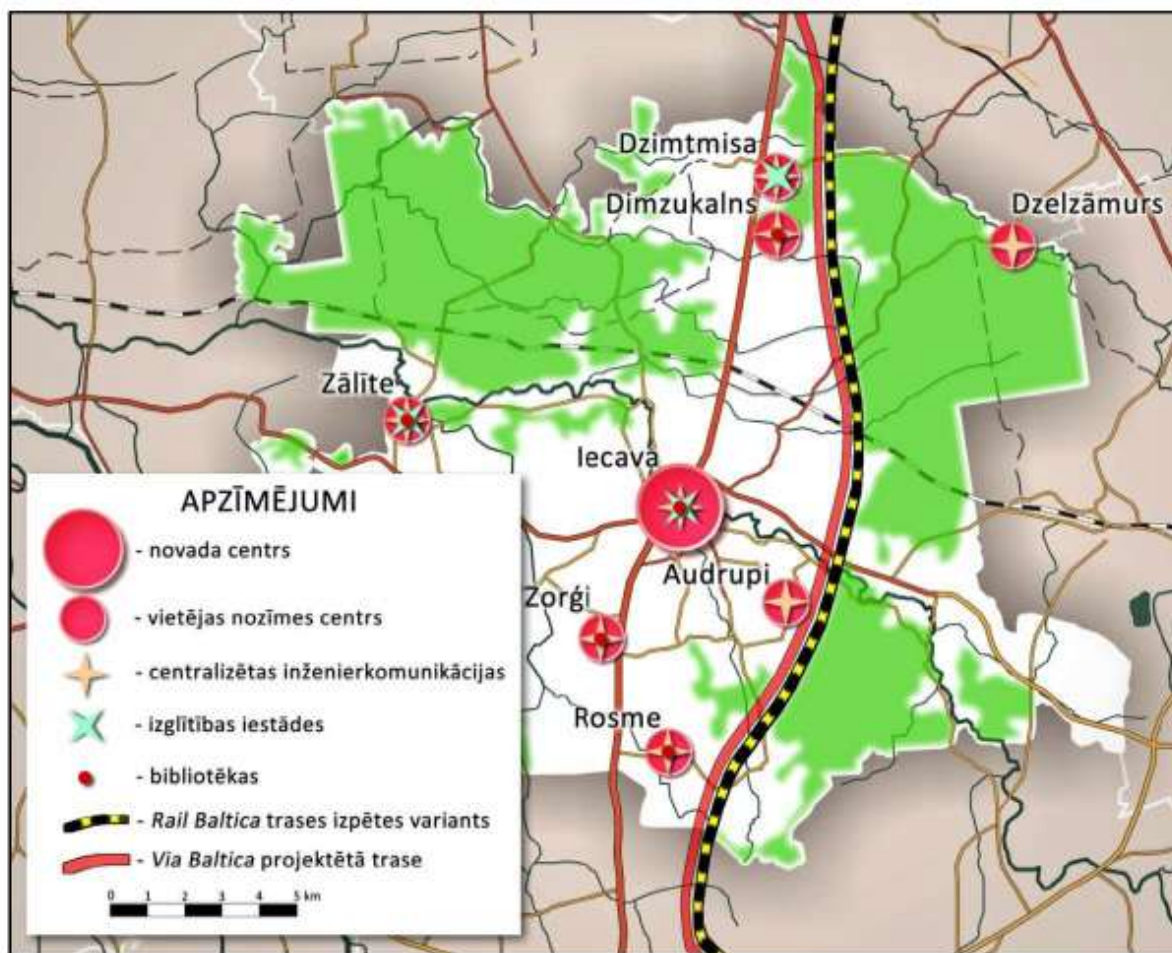 Dzimtmisa
Dimzukalns
Dzelzāmurs
Zālīte
Iecava
Audrupi
Zorģi
Rosme
APZĪMĒJUMI
- novada centrs
- vietējas nozīmes centrs
- centralizētas inženierkomunikācijas
- izglītības iestādes
- bibliotēkas
- Rail Baltica trases izpētes variants
- Via Baltica projektētā trase
0 1 2 3 4 5 km